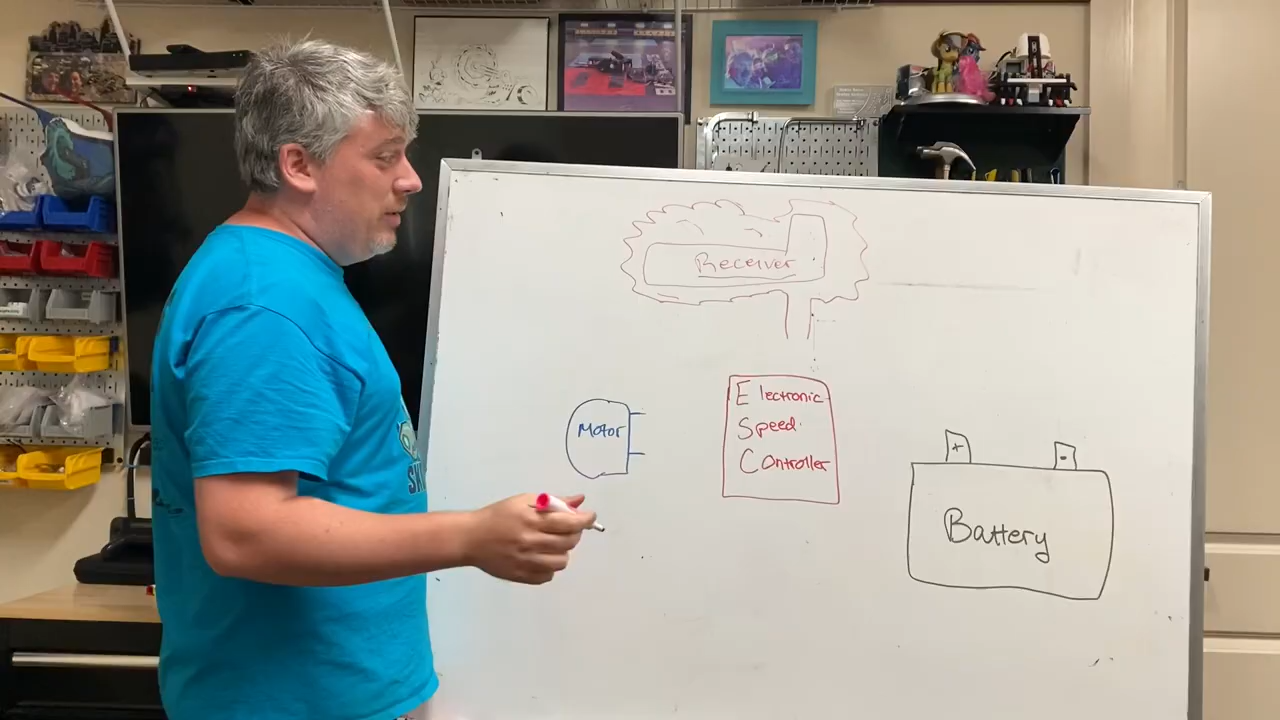 Receiver
Electronic
Speed
Controller
Motor
+
-
Battery